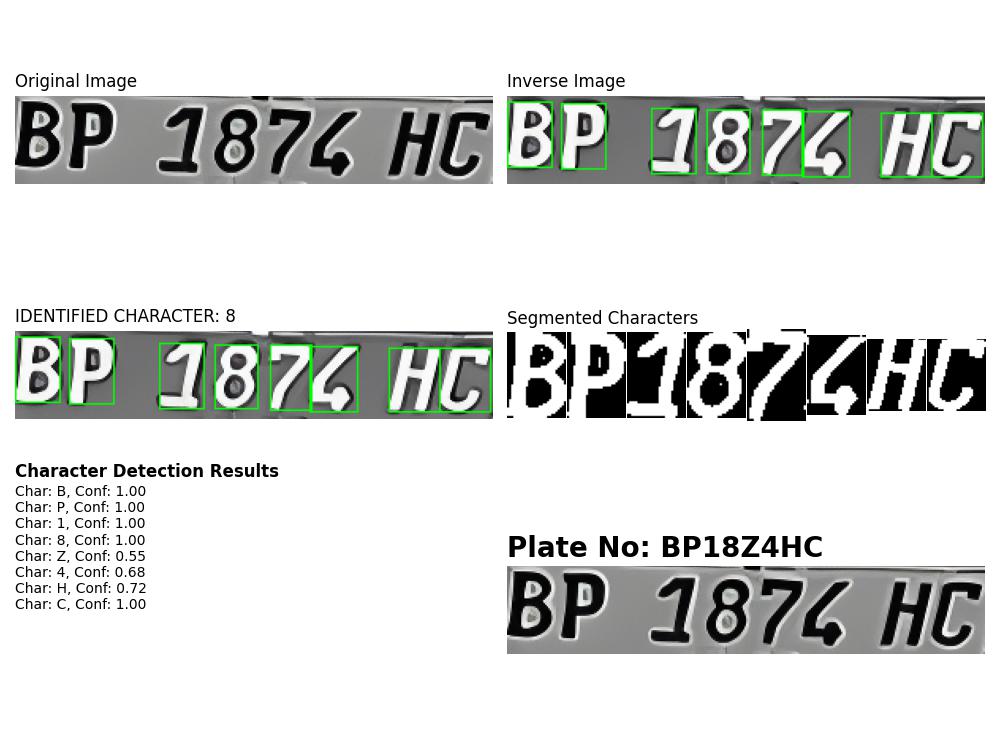 Original Image
BP 1874 HC
Inverse Image
BP 1874 HC
IDENTIFIED CHARACTER: 8
BP 1874 HC
Segmented Characters
BP1874HC
Character Detection Results
Char: B, Conf: 1.00
Char: P, Conf: 1.00
Char: 1, Conf: 1.00
Char: 8, Conf: 1.00
Char: Z, Conf: 0.55
Char: 4, Conf: 0.68
Char: H, Conf: 0.72
Char: C, Conf: 1.00
Plate No: BP18Z4HC
BP 1874 HC